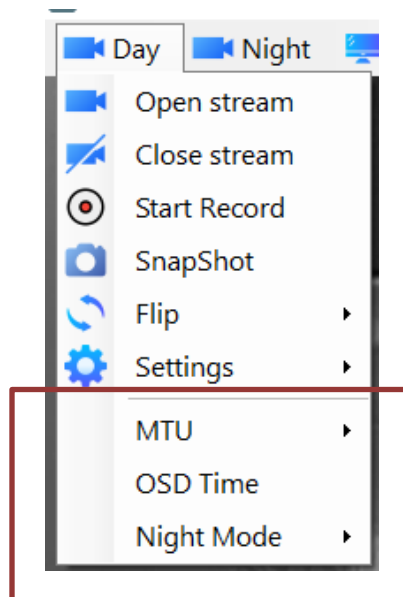 Day Night
Open stream
Close stream
Start Record
SnapShot
Flip
Settings
MTU
OSD Time
Night Mode